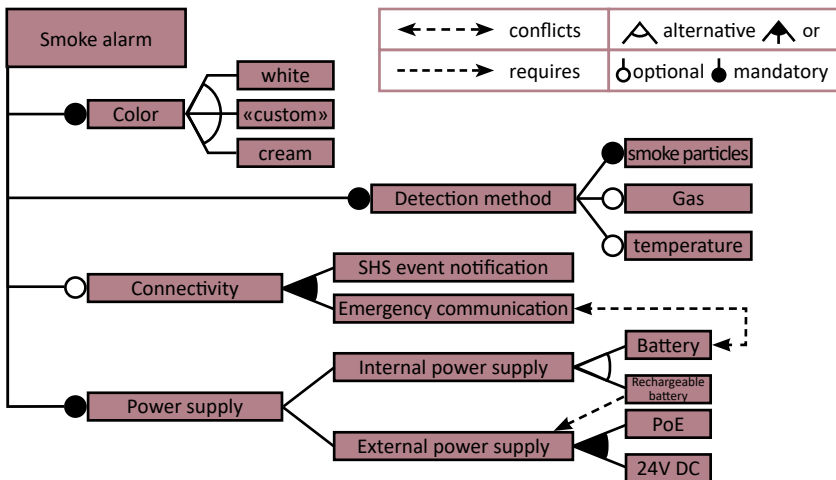 Smoke alarm
conflicts
alternative
or
requires
optional
mandatory
white
Color
«custom»
cream
smoke particles
Detection method
Gas
temperature
SHS event notification
Connectivity
Emergency communication
Battery
Internal power supply
Rechargeable
battery
Power supply
PoE
External power supply
24V DC